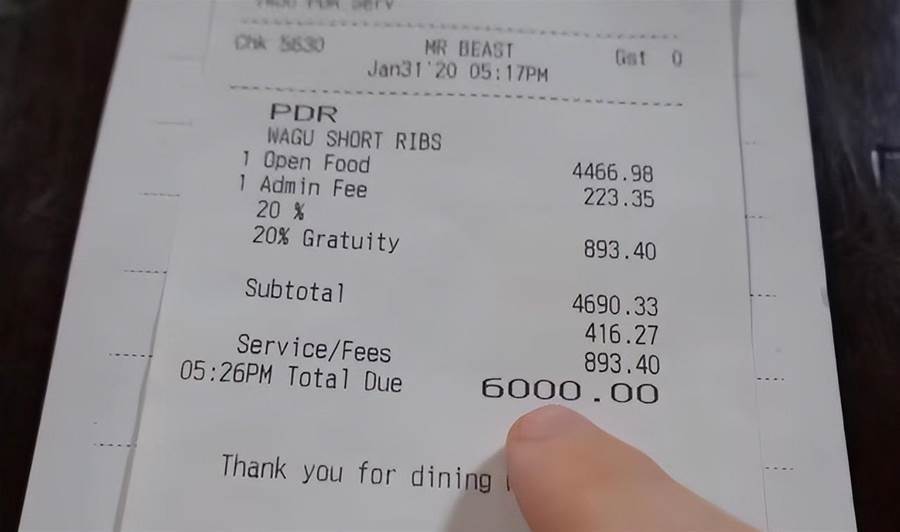 Chk 5630 MR BEAST Gst 0
Jan31'20 05:17PM
PDR
WAGU SHORT RIBS
1 Open Food 4466.98
1 Admin Fee 223.35
20 %
20% Gratuity 893.40
Subtotal 4690.33
416.27
Service/Fees 893.40
05:26PM Total Due 6000.00
Thank you for dining